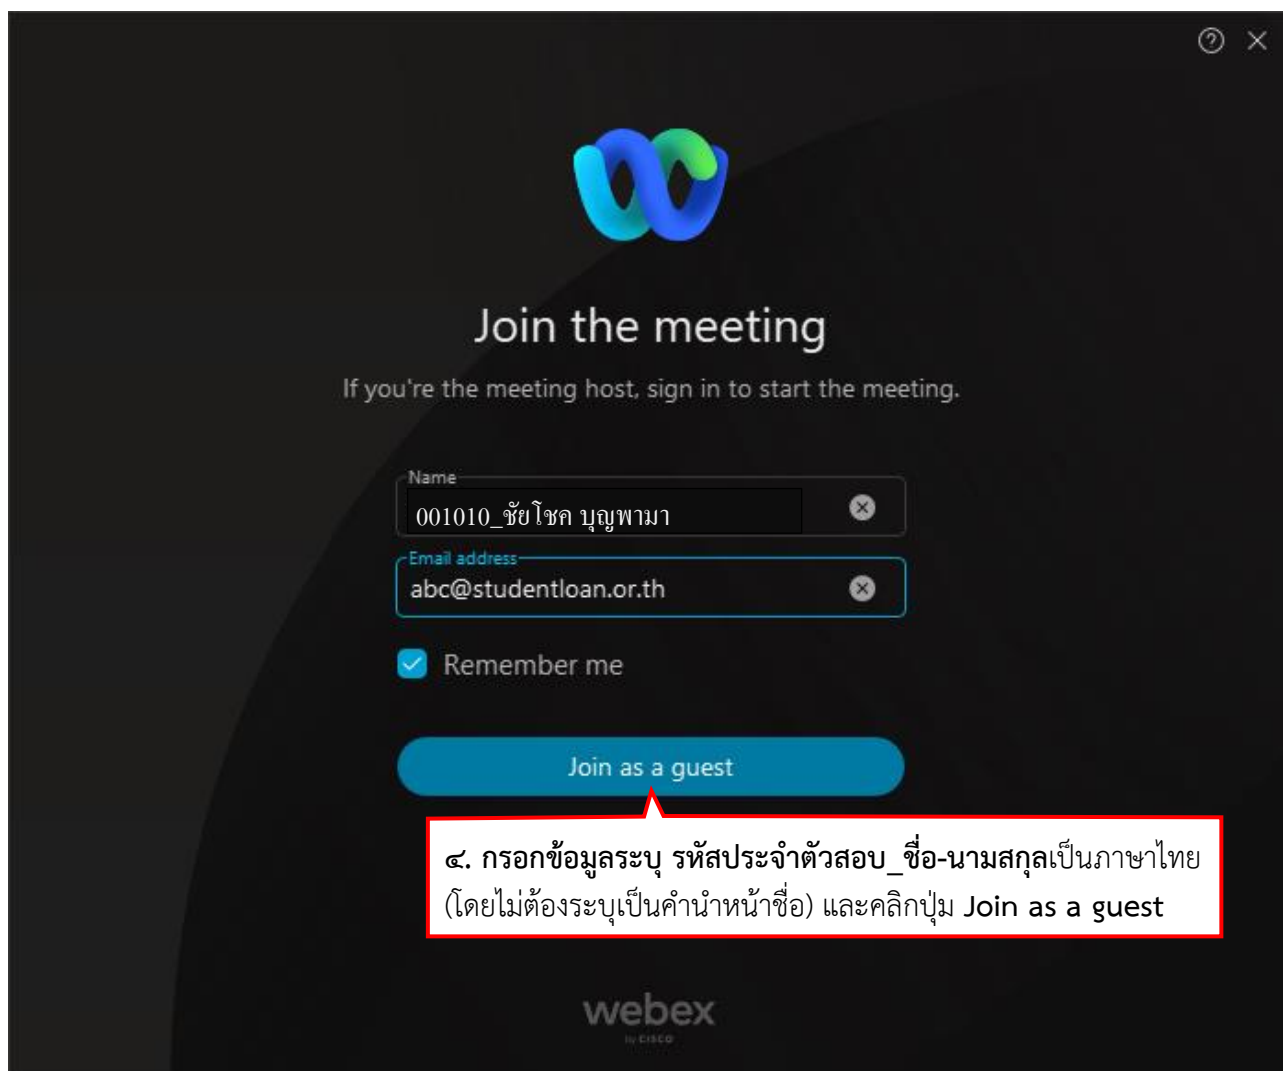 Join the meeting
If you're the meeting host, sign in to start the meeting.
Name
001010_ชัยโชค บุญพามา
Email address
abc@studentloan.or.th
Remember me
Join as a guest
๔. กรอกข้อมูลระบุ รหัสประจำตัวสอบ_ชื่อ-นามสกุลเป็นภาษาไทย
(โดยไม่ต้องระบุเป็นคำนำหน้าชื่อ) และคลิกปุ่ม Join as a guest
webex
by CISCO